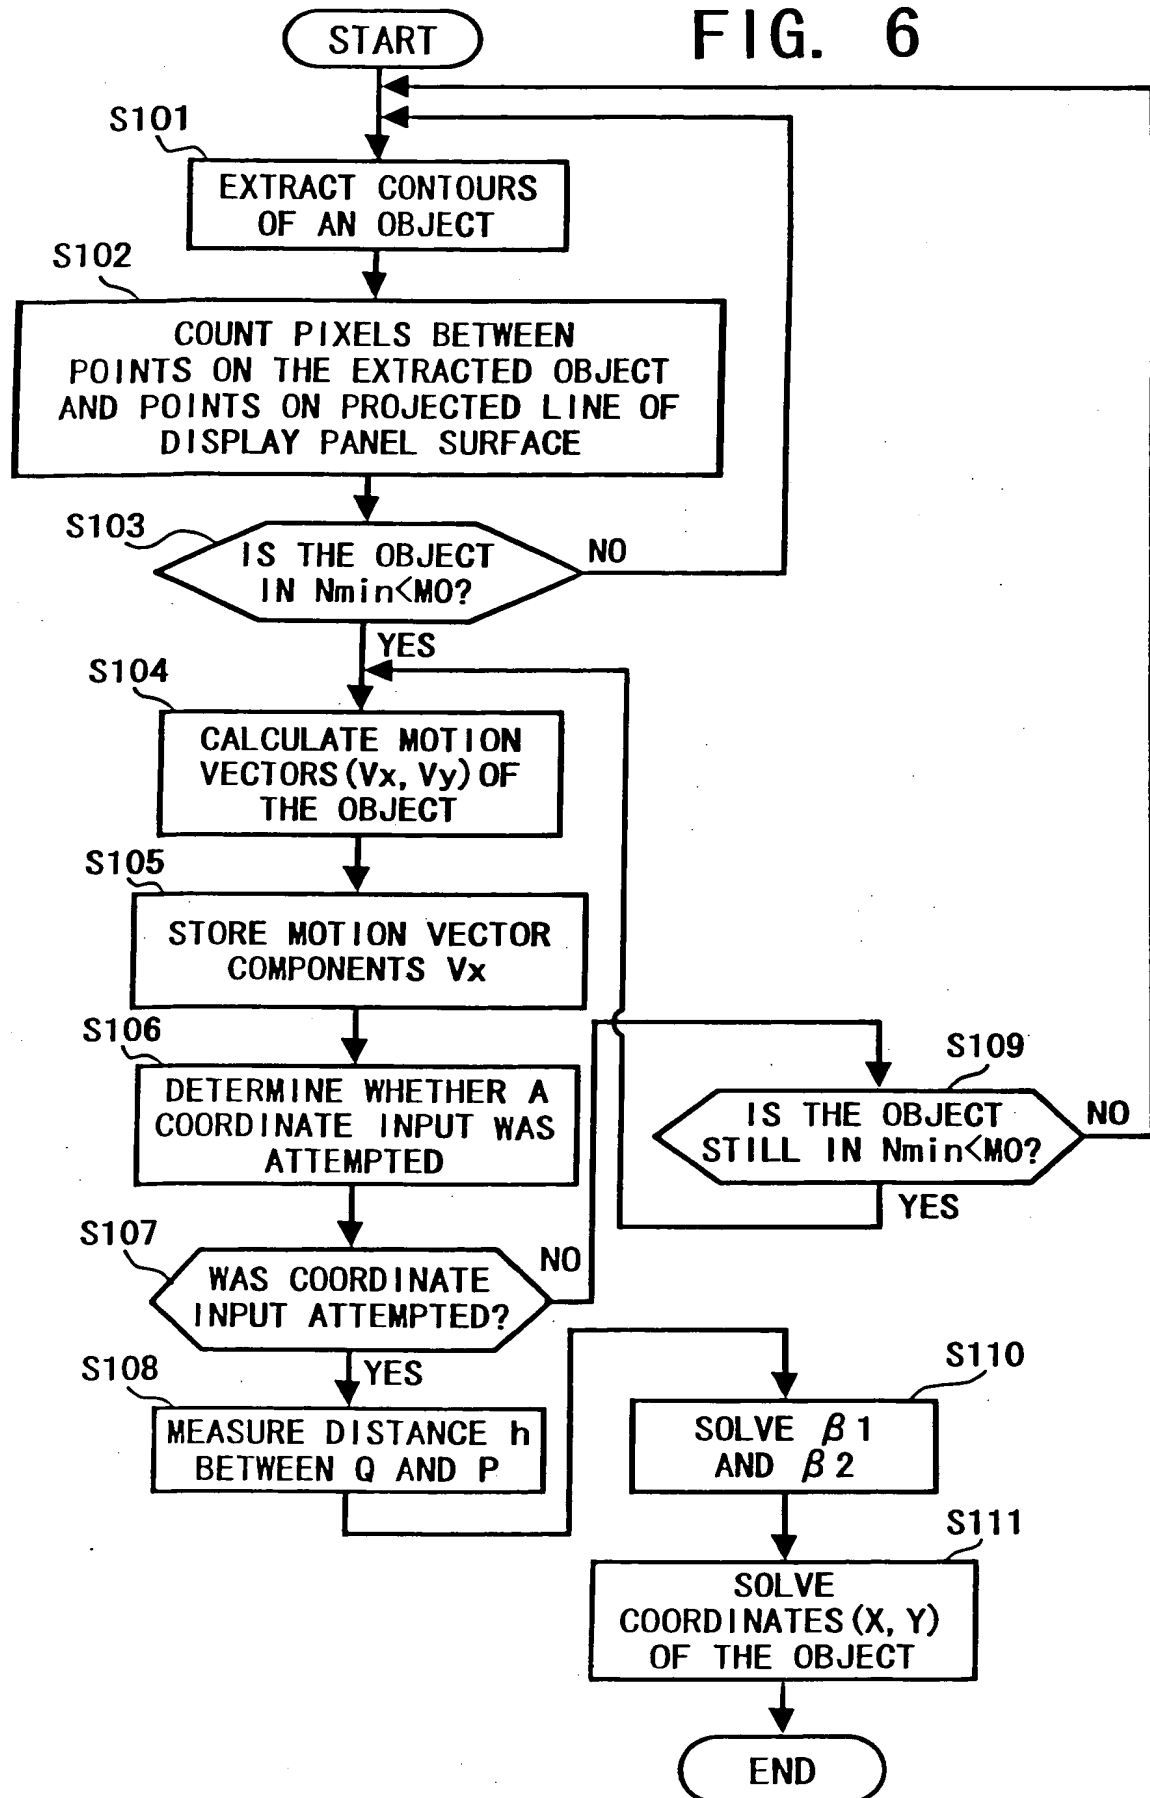 FIG. 6
START
S101
EXTRACT CONTOURS
OF AN OBJECT
S102
COUNT PIXELS BETWEEN
POINTS ON THE EXTRACTED OBJECT
AND POINTS ON PROJECTED LINE OF
DISPLAY PANEL SURFACE
S103
IS THE OBJECT
IN Nmin<M0?
NO
YES
S104
CALCULATE MOTION
VECTORS(Vx, Vy)OF
THE OBJECT
S105
STORE MOTION VECTOR
COMPONENTS Vx
S106
DETERMINE WHETHER A
COORDINATE INPUT WAS
ATTEMPTED
S107
WAS COORDINATE
INPUT ATTEMPTED?
NO
YES
S109
IS THE OBJECT
STILL IN Nmin<M0?
NO
YES
S108
MEASURE DISTANCE h
BETWEEN Q AND P
S110
SOLVE β1
AND β2
S111
SOLVE
COORDINATES(X, Y)
OF THE OBJECT
END